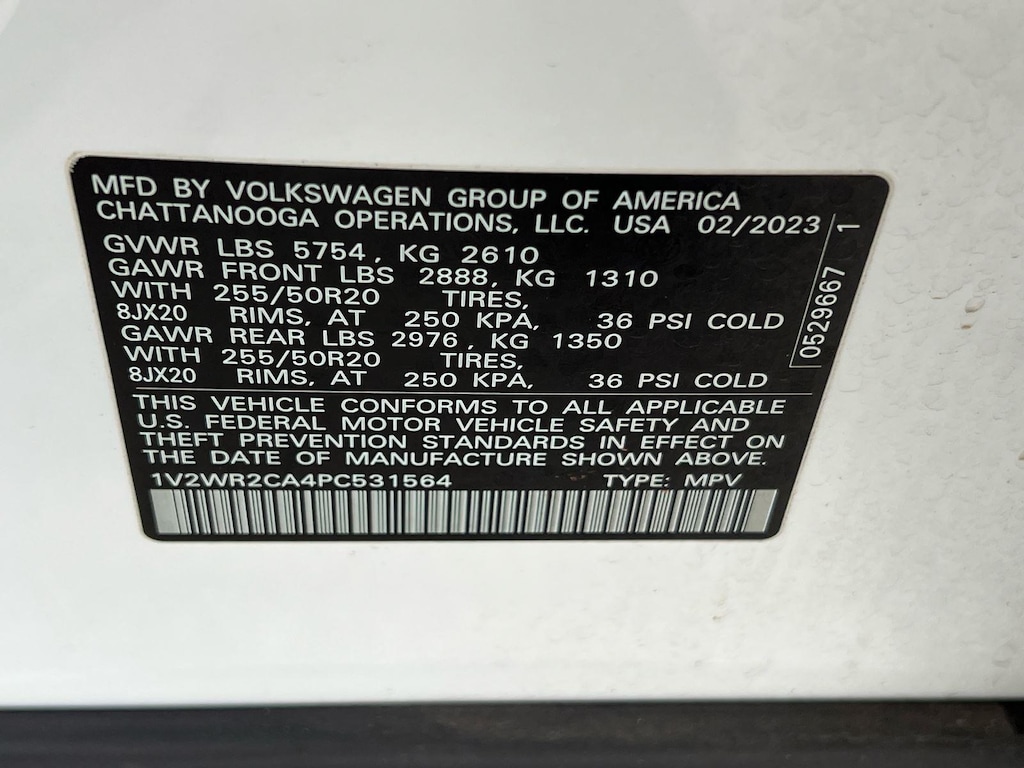 MFD BY VOLKSWAGEN GROUP OF AMERICA
CHATTANOOGA OPERATIONS, LLC. USA 02/2023
GVWR LBS 5754, KG 2610
GAWR FRONT LBS 2888, KG 1310
WITH 255/50R20 TIRES,
8JX20 RIMS, AT 250 KPA, 36 PSI COLD
GAWR REAR LBS 2976, KG 1350
WITH 255/50R20 TIRES,
8JX20 RIMS, AT 250 KPA, 36 PSI COLD
THIS VEHICLE CONFORMS TO ALL APPLICABLE
U.S. FEDERAL MOTOR VEHICLE SAFETY AND
THEFT PREVENTION STANDARDS IN EFFECT ON
THE DATE OF MANUFACTURE SHOWN ABOVE.
1V2WR2CA4PC531564 TYPE: MPV
0529667 1